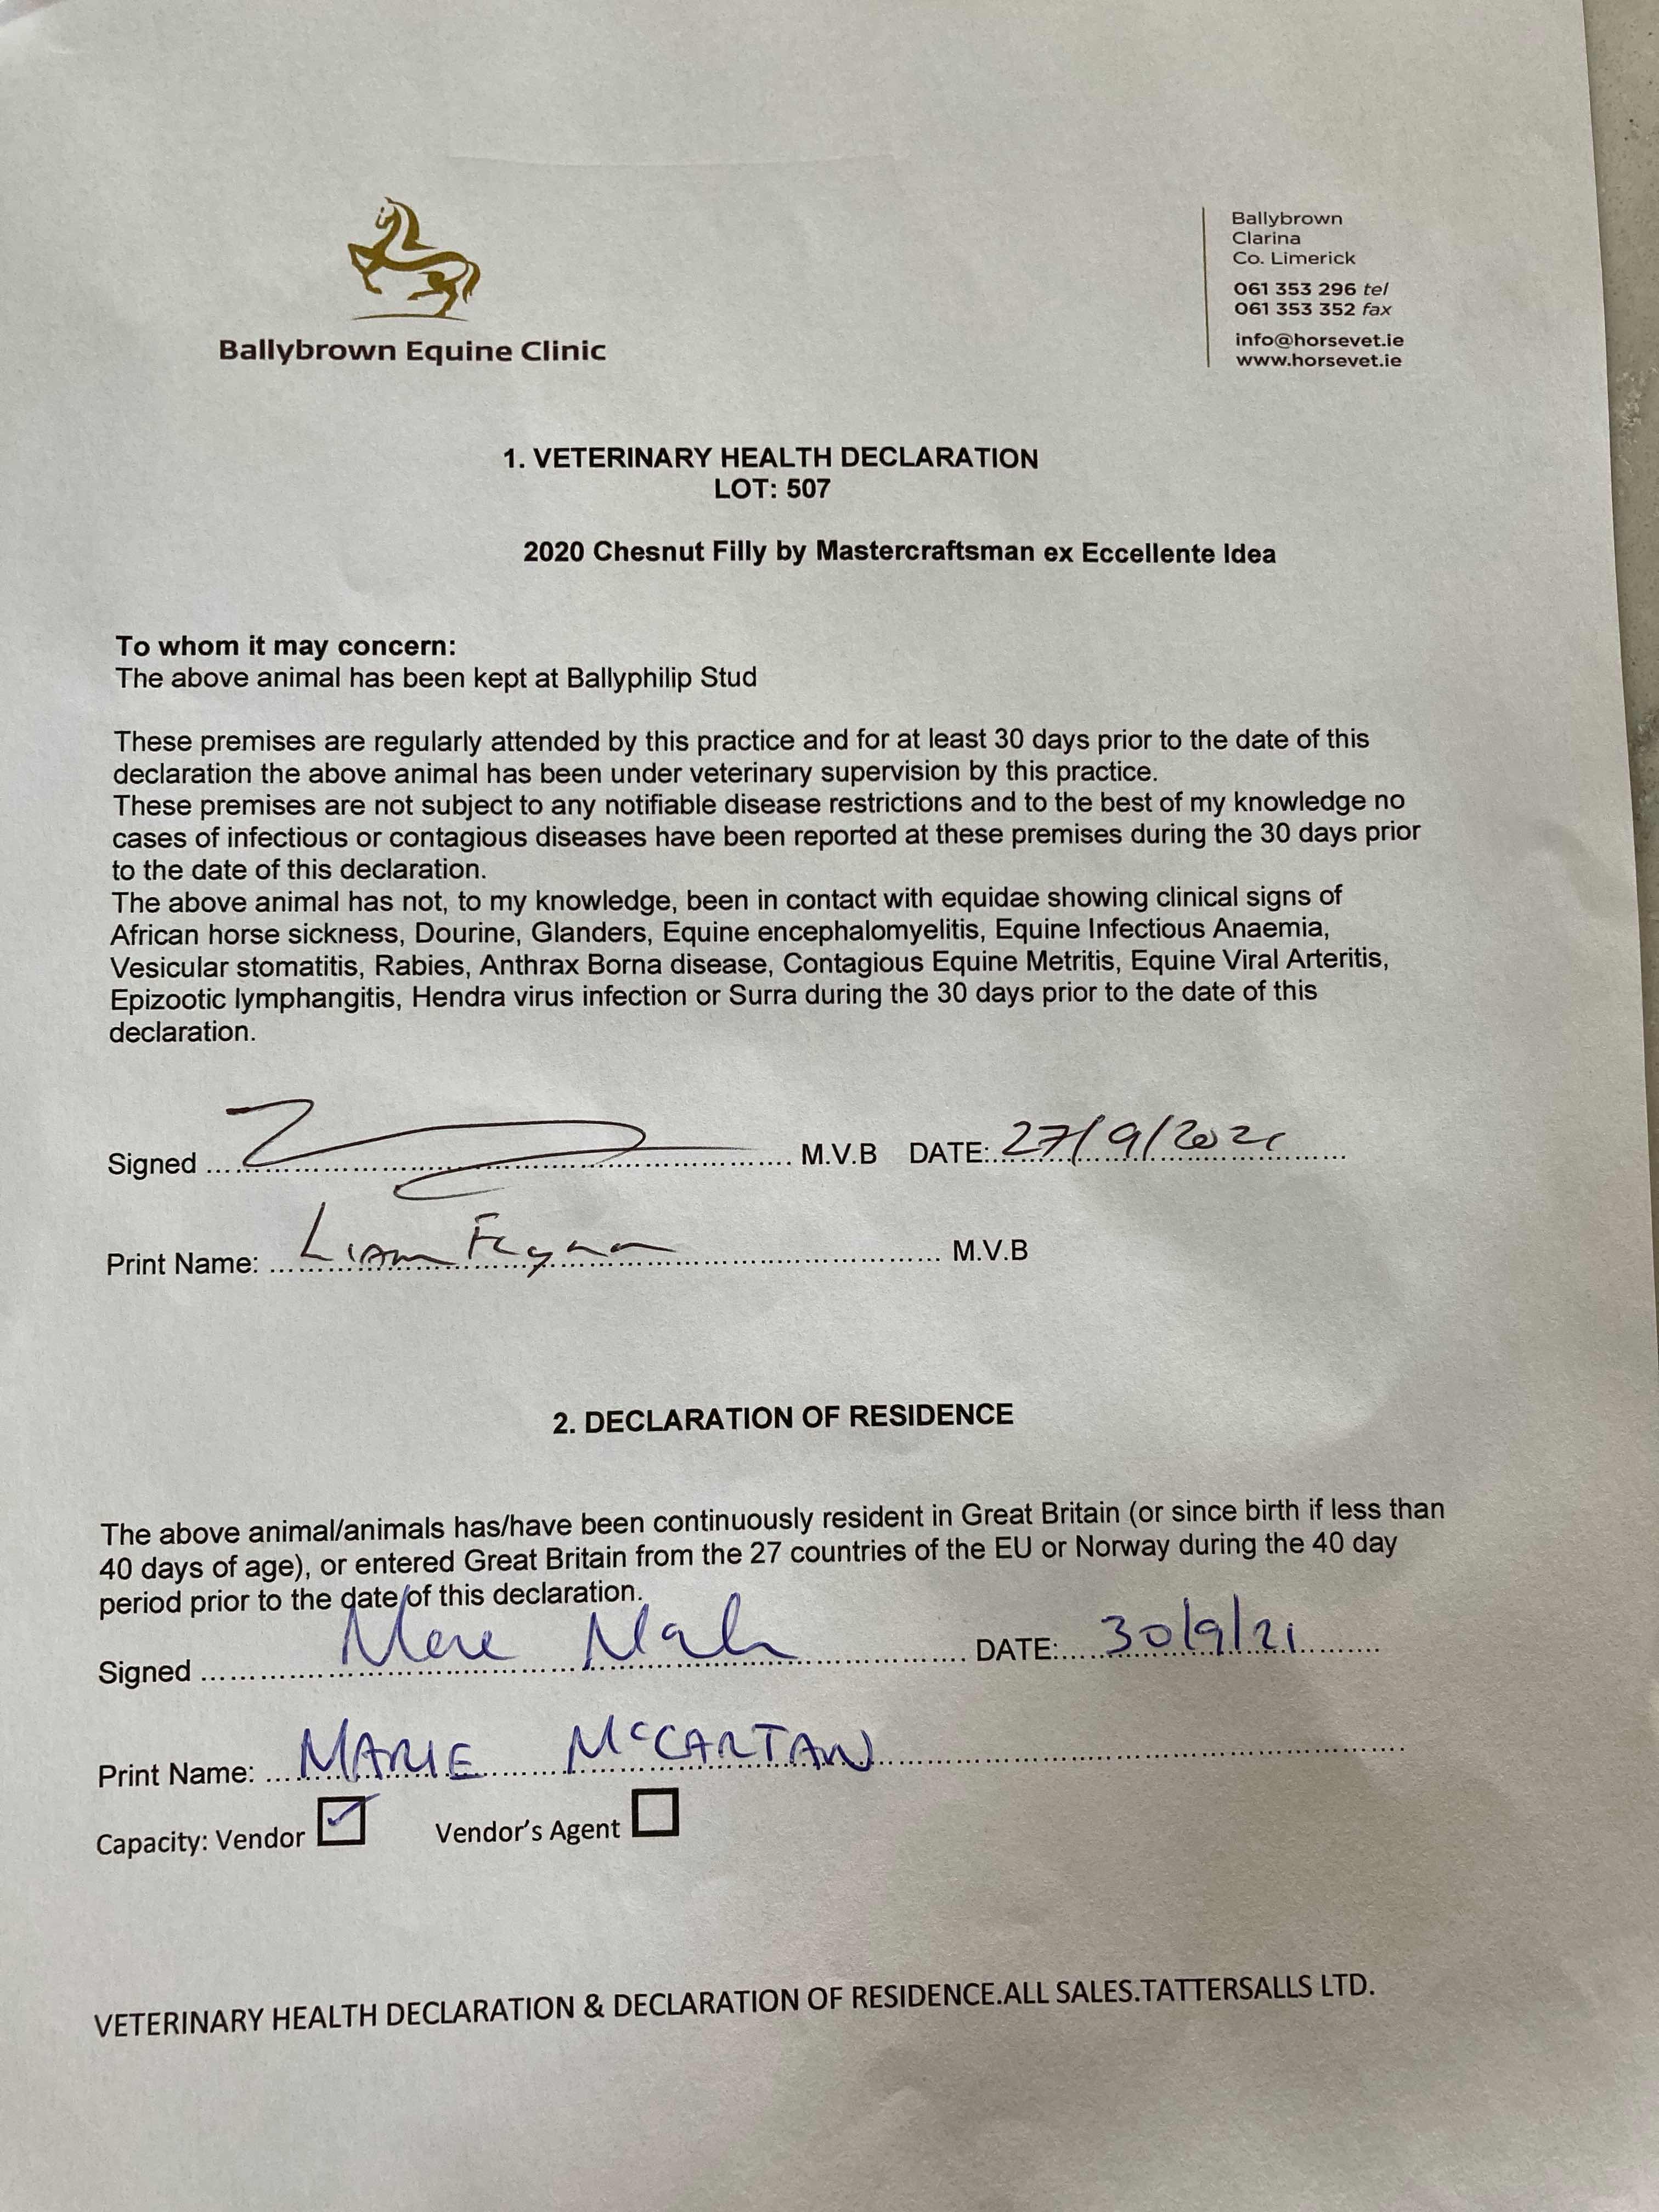 Ballybrown Equine Clinic
Ballybrown
Clarina
Co. Limerick
061 353 296 tel
061 353 352 fax
info@horsevet.ie
www.horsevet.ie
1. VETERINARY HEALTH DECLARATION
LOT: 507
2020 Chesnut Filly by Mastercraftsman ex Eccellente Idea
To whom it may concern:
The above animal has been kept at Ballyphilip Stud
These premises are regularly attended by this practice and for at least 30 days prior to the date of this
declaration the above animal has been under veterinary supervision by this practice.
These premises are not subject to any notifiable disease restrictions and to the best of my knowledge no
cases of infectious or contagious diseases have been reported at these premises during the 30 days prior
to the date of this declaration.
The above animal has not, to my knowledge, been in contact with equidae showing clinical signs of
African horse sickness, Dourine, Glanders, Equine encephalomyelitis, Equine Infectious Anaemia,
Vesicular stomatitis, Rabies, Anthrax Borna disease, Contagious Equine Metritis, Equine Viral Arteritis,
Epizootic lymphangitis, Hendra virus infection or Surra during the 30 days prior to the date of this
declaration.
Signed M.V.B DATE: 27/9/2021
Print Name: Liam M.V.B
2. DECLARATION OF RESIDENCE
The above animal/animals has/have been continuously resident in Great Britain (or since birth if less than
40 days of age), or entered Great Britain from the 27 countries of the EU or Norway during the 40 day
period prior to the date of this declaration.
Signed DATE: 30/9/21
Print Name: MARIE McCARTAN
Capacity: Vendor ✓ Vendor's Agent
VETERINARY HEALTH DECLARATION & DECLARATION OF RESIDENCE.ALL SALES.TATTERSALLS LTD.